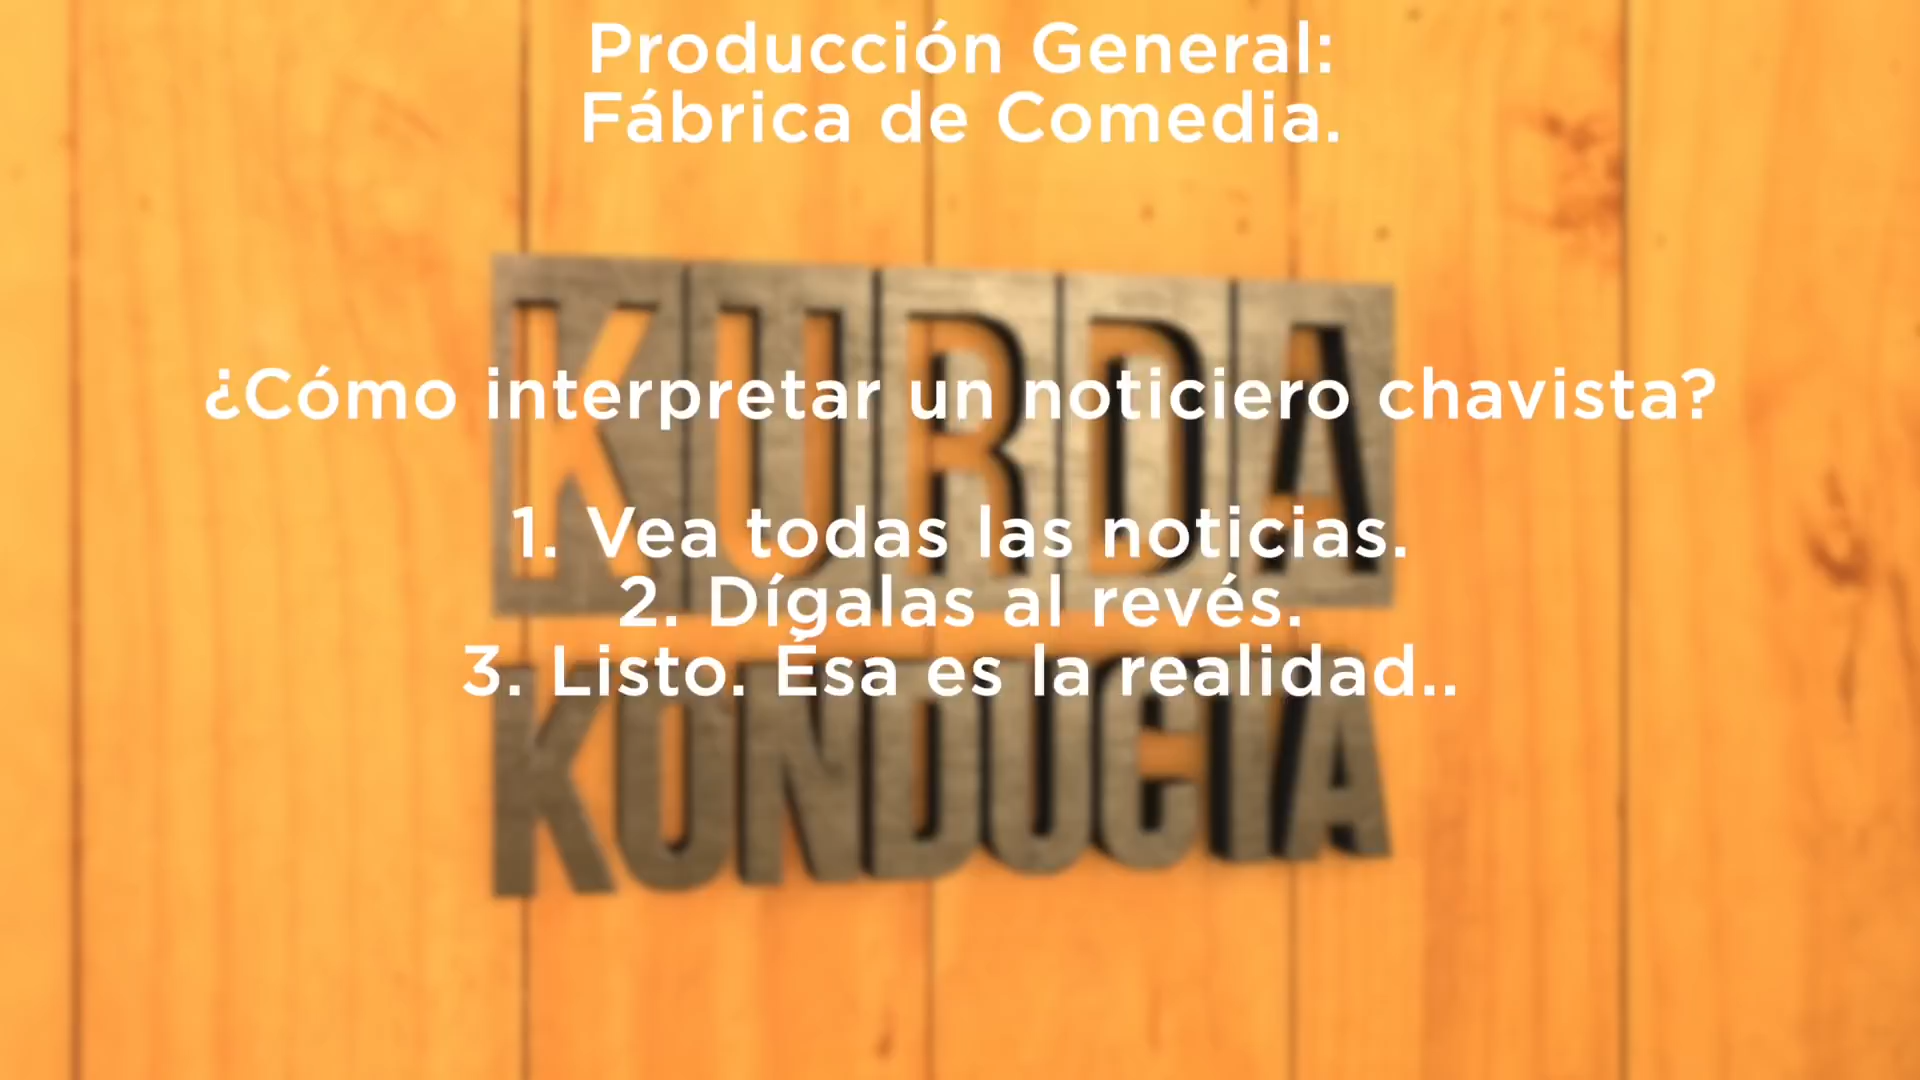 Producción General:
Fábrica de Comedia.
¿Cómo interpretar un noticiero chavista?
1. Vea todas las noticias.
2. Dígalas al revés.
3. Listo. Ésa es la realidad..
KURDA
KONDUCTA